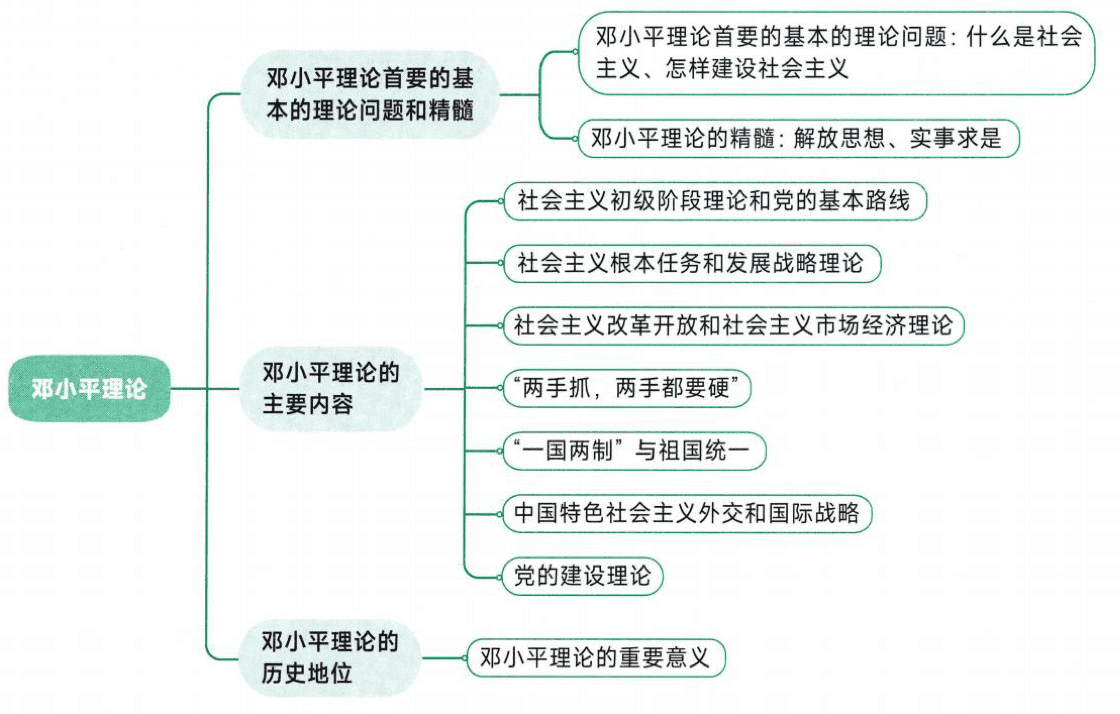 邓小平理论
邓小平理论首要的基
本的理论问题和精髓
邓小平理论首要的基本的理论问题：什么是社会
主义、怎样建设社会主义
邓小平理论的精髓：解放思想、实事求是
邓小平理论的
主要内容
社会主义初级阶段理论和党的基本路线
社会主义根本任务和发展战略理论
社会主义改革开放和社会主义市场经济理论
“两手抓，两手都要硬”
“一国两制”与祖国统一
中国特色社会主义外交和国际战略
党的建设理论
邓小平理论的
历史地位
邓小平理论的重要意义